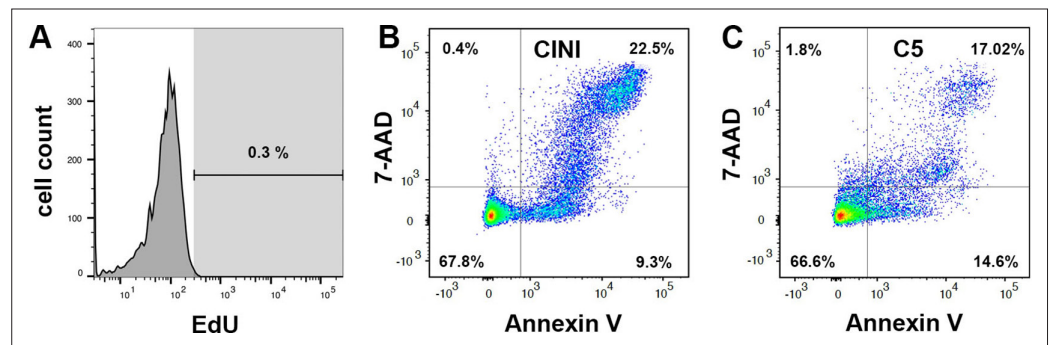 A
400
300
200
100
0
cell count
0.3 %
10¹ 10² 10³ 10⁴ 10⁵
EdU
B
CINI
0.4% 22.5%
10⁵
10⁴
10³
0
-10³
7-AAD
67.8% 9.3%
-10³ 0 10³ 10⁴ 10⁵
Annexin V
C
C5
1.8% 17.02%
10⁵
10⁴
10³
0
-10³
7-AAD
66.6% 14.6%
-10³ 0 10³ 10⁴ 10⁵
Annexin V